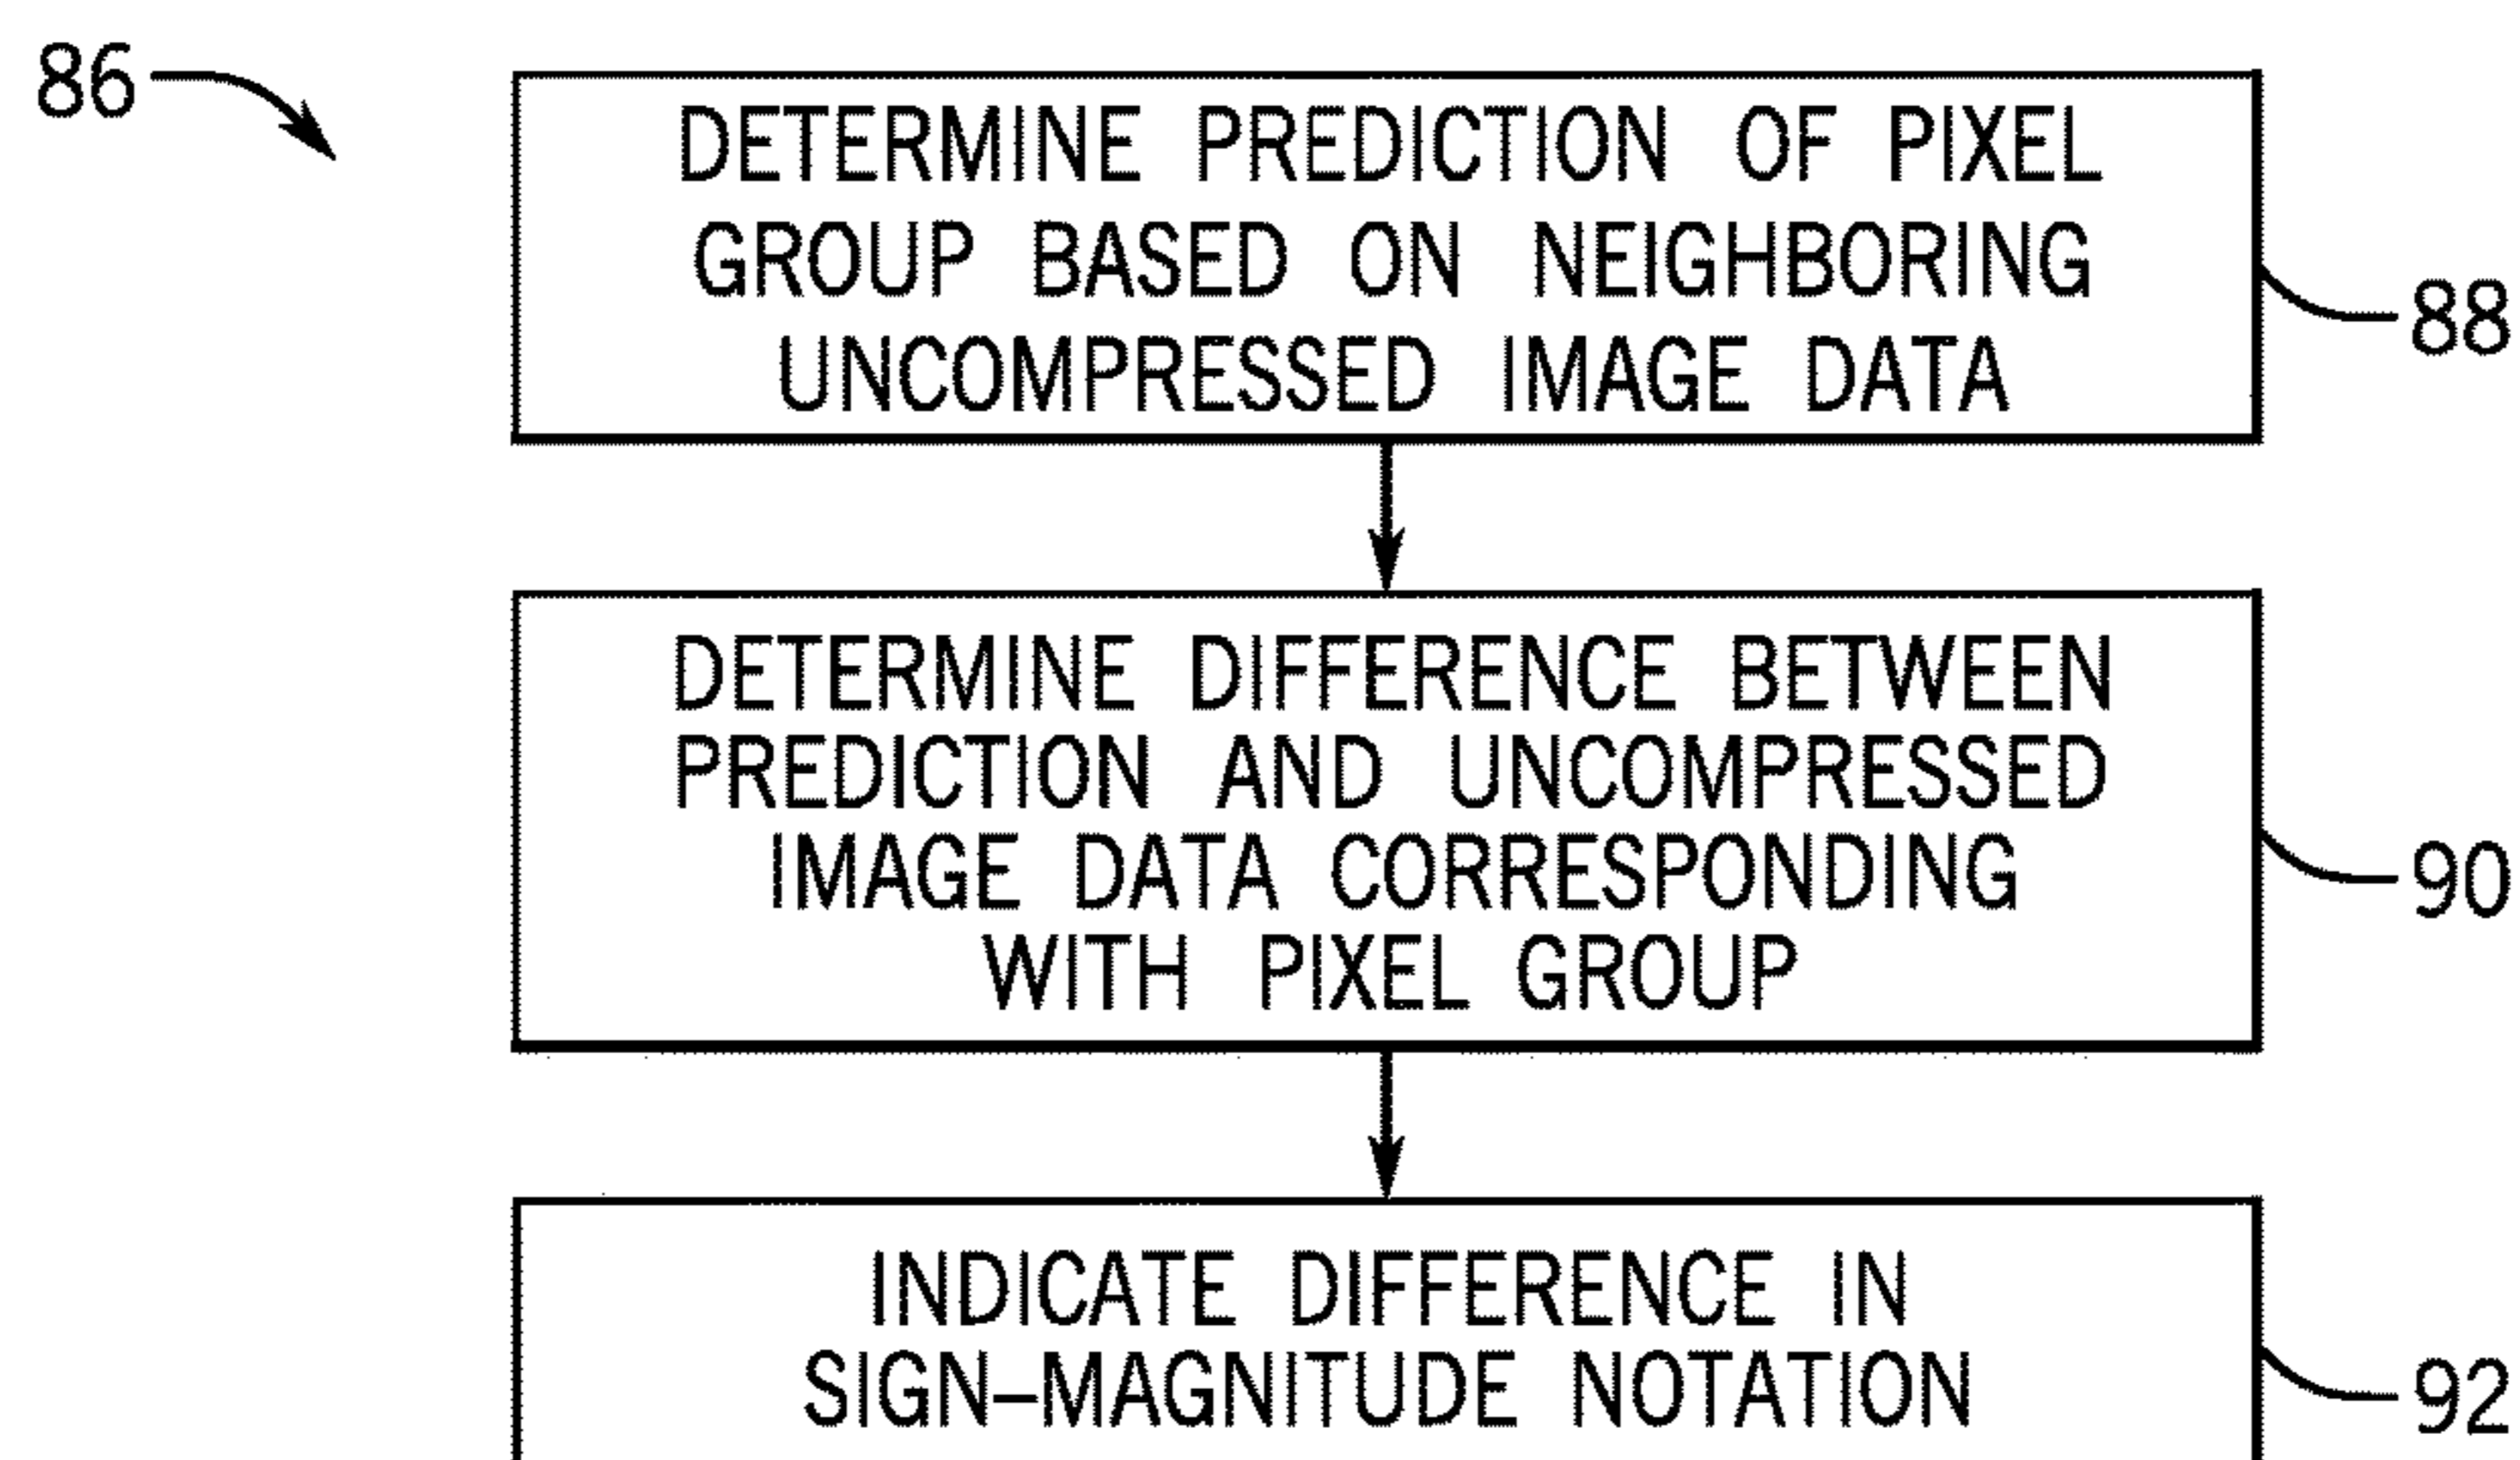 86
DETERMINE PREDICTION OF PIXEL
GROUP BASED ON NEIGHBORING
UNCOMPRESSED IMAGE DATA
88
DETERMINE DIFFERENCE BETWEEN
PREDICTION AND UNCOMPRESSED
IMAGE DATA CORRESPONDING
WITH PIXEL GROUP
90
INDICATE DIFFERENCE IN
SIGN–MAGNITUDE NOTATION
92